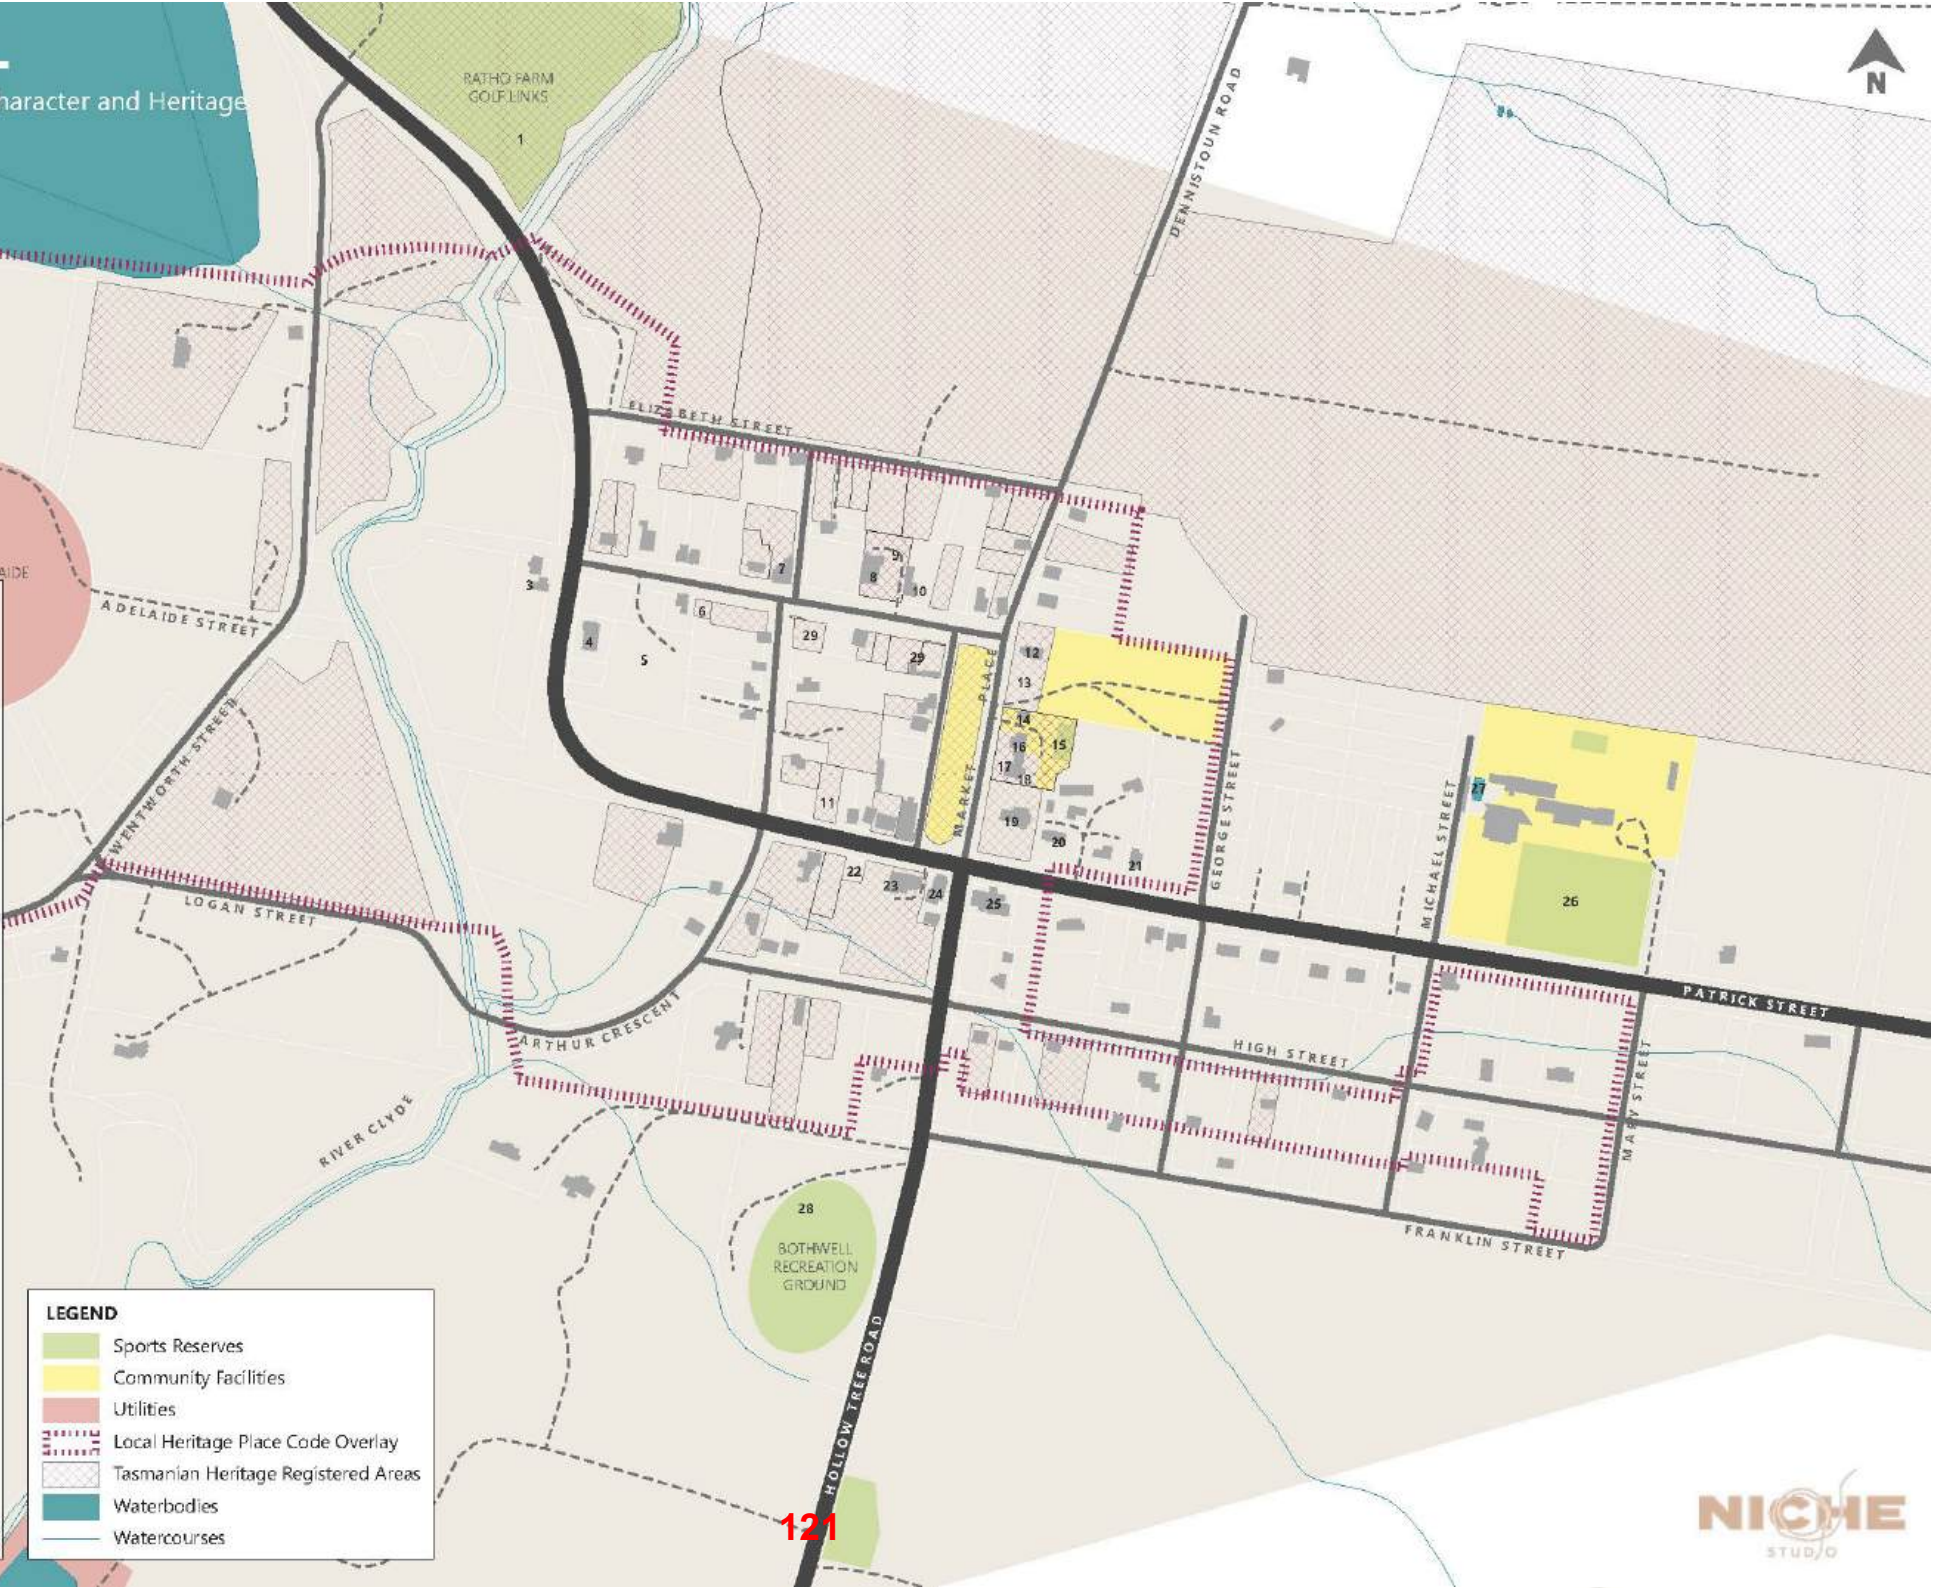 haracter and Heritage
N
RATHO FARM
GOLF LINKS
1
DENNISTOUN ROAD
ELIZABETH STREET
AIDE
ADELAIDE STREET
3
4
5
6
7
8
9
10
29
29
12
13
14
15
16
17
18
19
20
21
11
22
23
24
25
26
27
MARKET PLACE
GEORGE STREET
MICHAEL STREET
WENTWORTH STREET
LOGAN STREET
ARTHUR CRESCENT
PATRICK STREET
HIGH STREET
MARY STREET
RIVER CLYDE
FRANKLIN STREET
28
BOTHWELL
RECREATION
GROUND
HOLLOW TREE ROAD
LEGEND
Sports Reserves
Community Facilities
Utilities
Local Heritage Place Code Overlay
Tasmanian Heritage Registered Areas
Waterbodies
Watercourses
121
NICHE
STUDIO